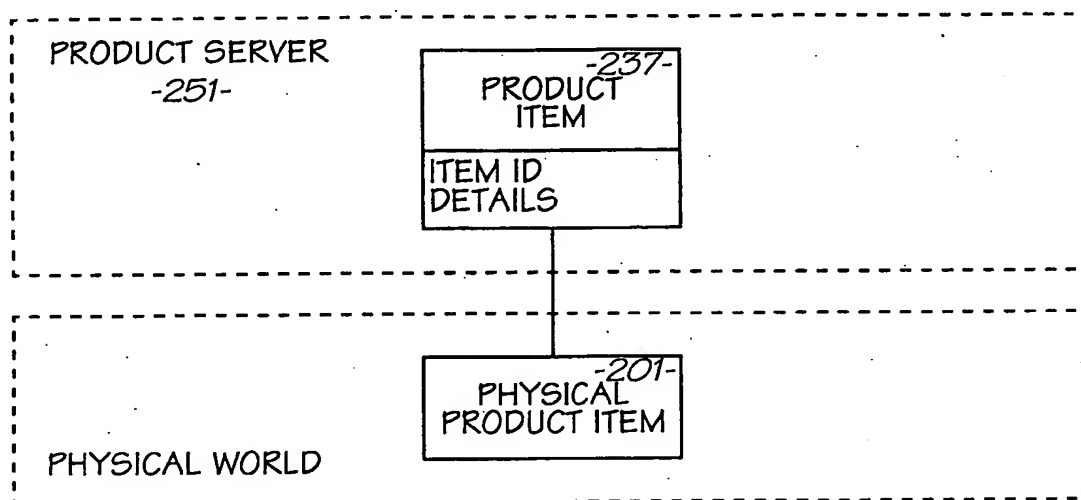 PRODUCT SERVER
-251-
-237-
PRODUCT
ITEM
ITEM ID
DETAILS
-201-
PHYSICAL
PRODUCT ITEM
PHYSICAL WORLD